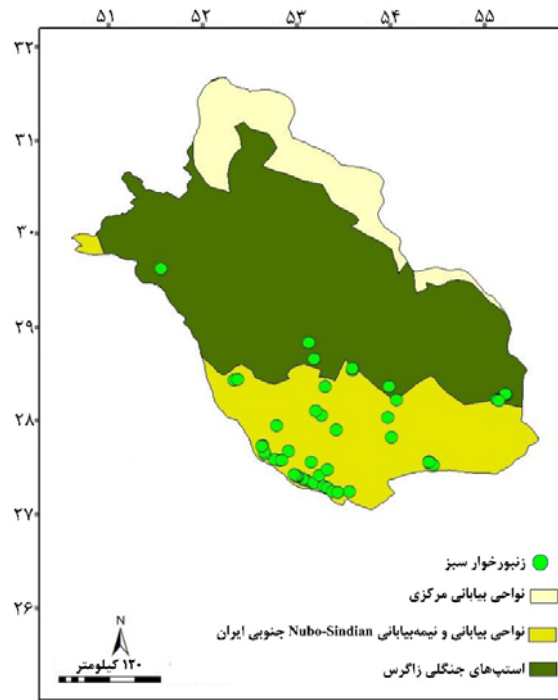 ۵۱ ۵۲ ۵۳ ۵۴ ۵۵
۳۲
۳۱
۳۰
۲۹
۲۸
۲۷
۲۶
زنبورخوار سبز
نواحی بیابانی مرکزی
نواحی بیابانی و نیمه‌بیابانی Nubo-Sindian جنوبی ایران
استپ‌های جنگلی زاگرس
N
۱۲۰ کیلومتر